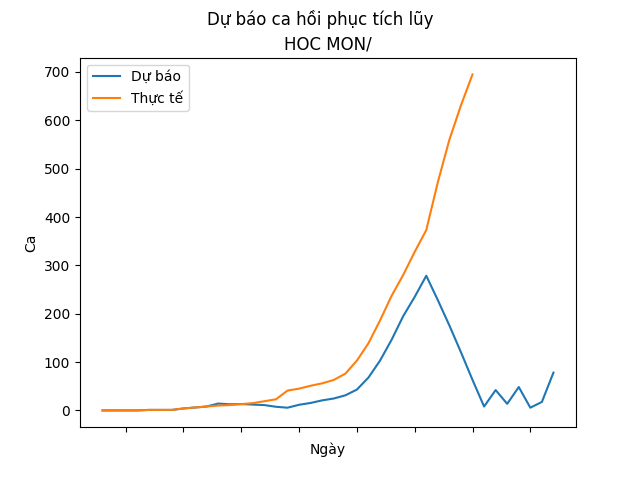 Dự báo ca hồi phục tích lũy
HOC MON/
Dự báo
Thực tế
700
600
500
400
300
200
100
0
Ca
Ngày